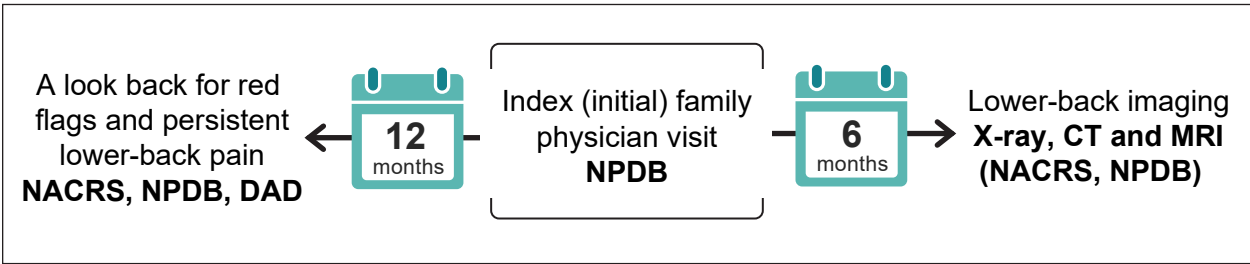 A look back for red
flags and persistent
lower-back pain
NACRS, NPDB, DAD
12
months
Index (initial) family
physician visit
NPDB
6
months
Lower-back imaging
X-ray, CT and MRI
(NACRS, NPDB)